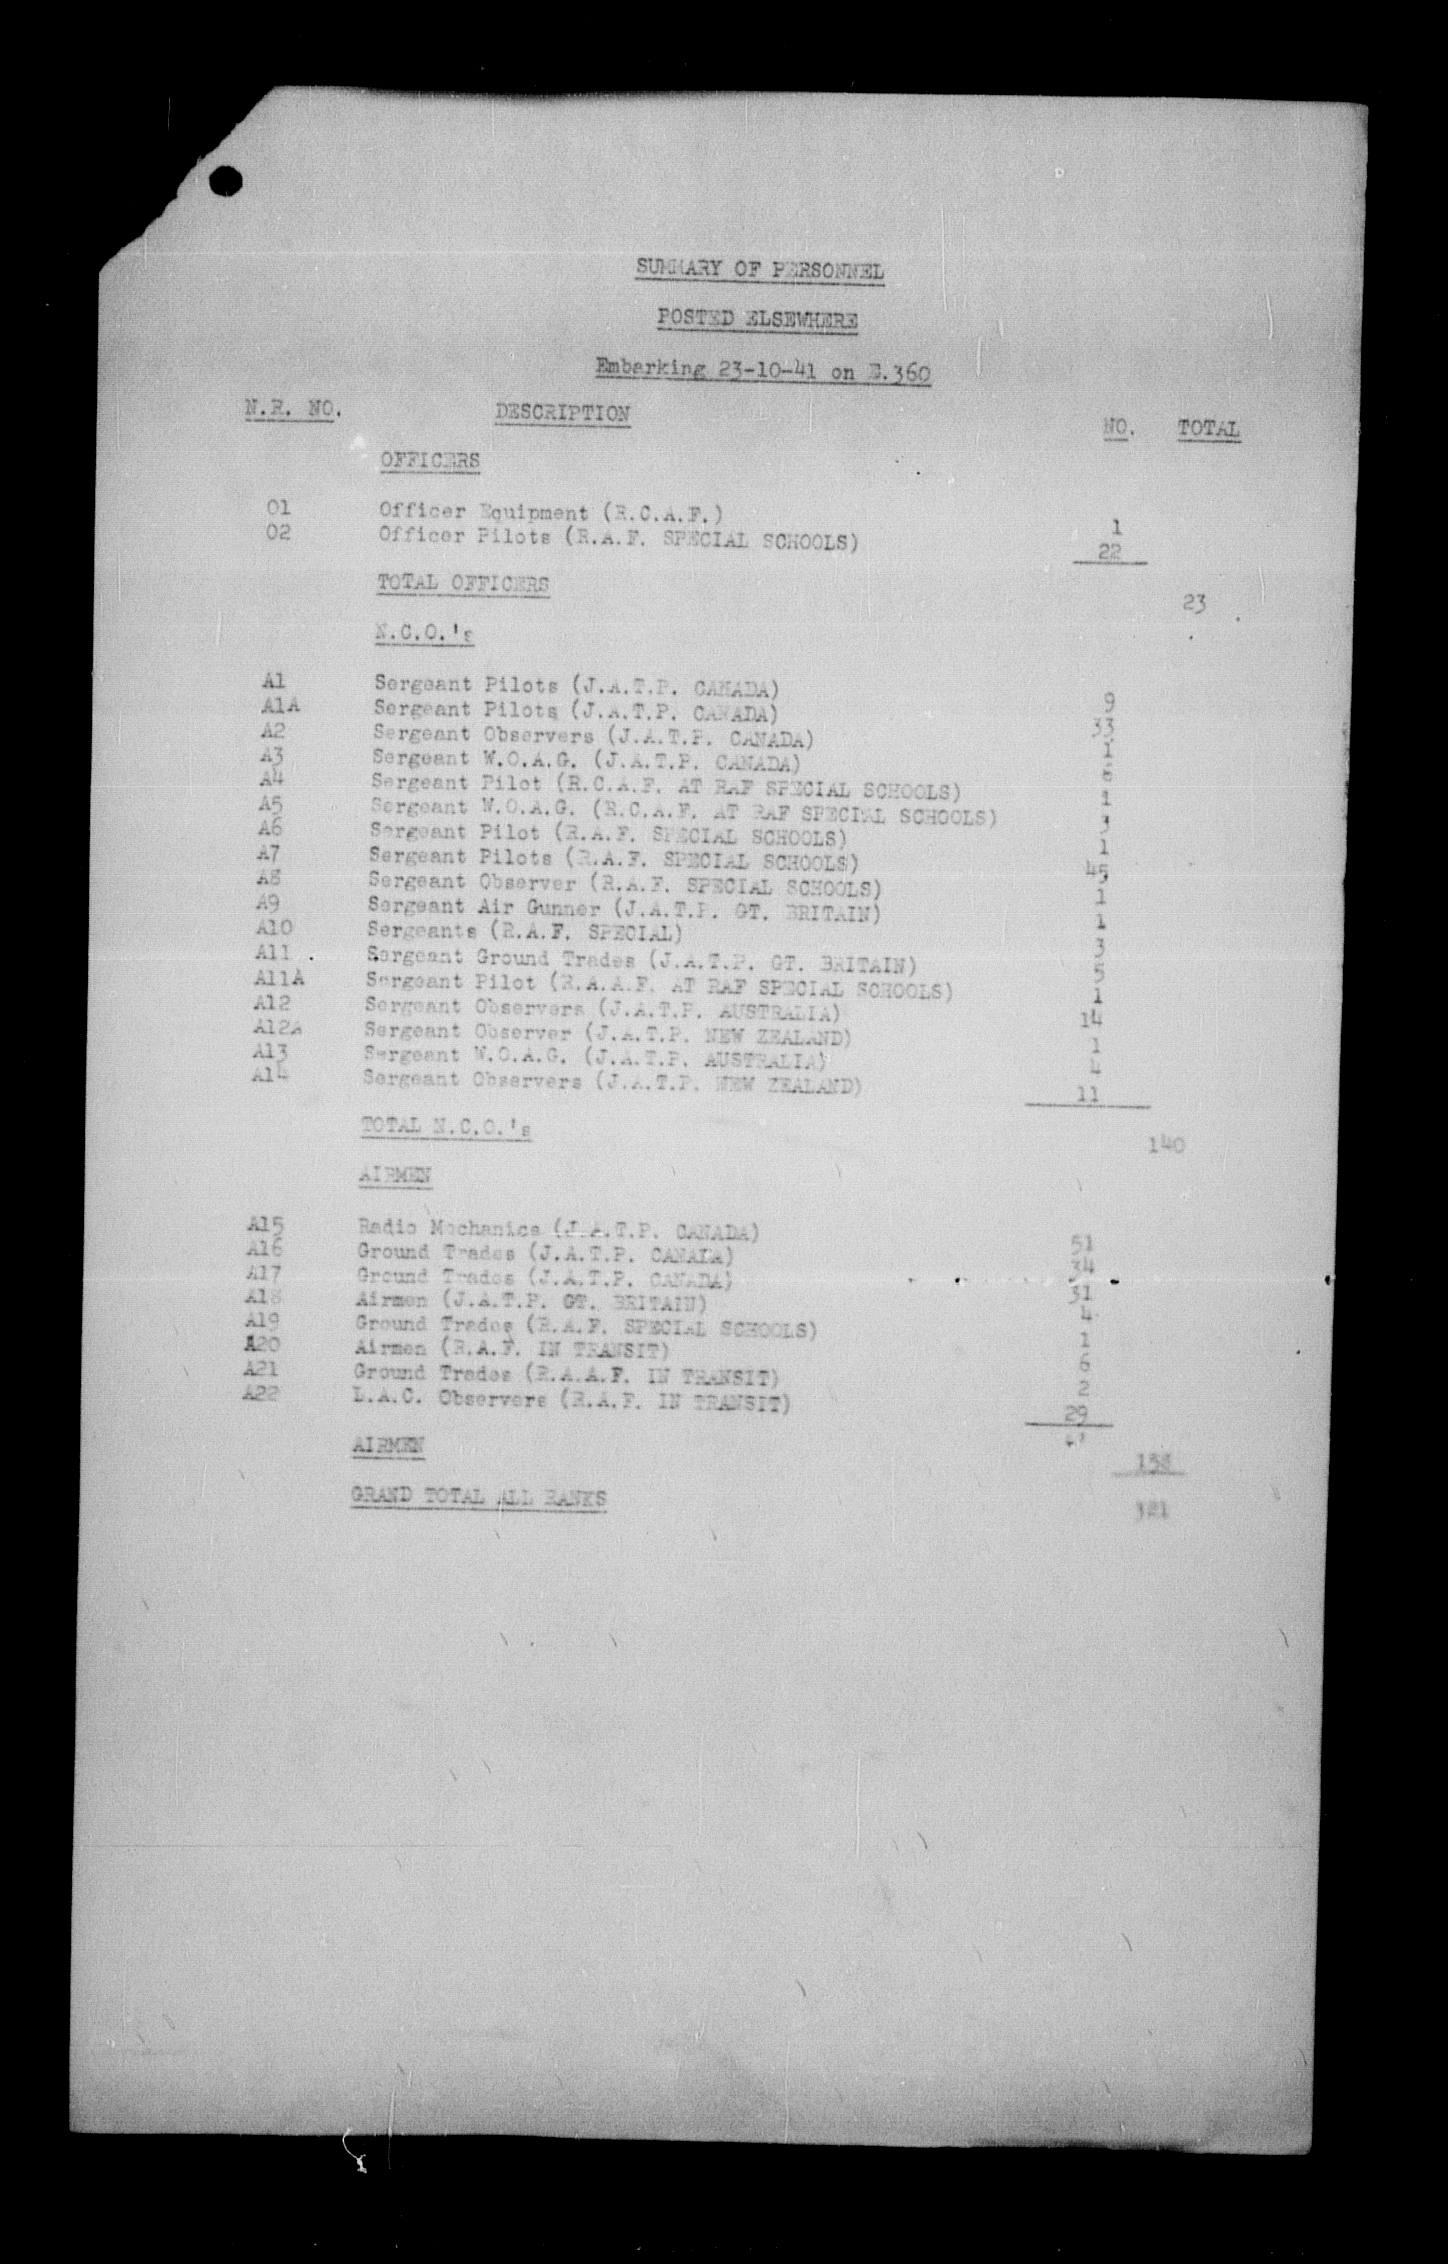 SUMMARY OF PERSONNEL
POSTED ELSEWHERE
Embarking 23-10-41 on E.360
N.R. NO. DESCRIPTION NO. TOTAL
OFFICERS
O1 Officer Equipment (R.C.A.F.) 1
O2 Officer Pilots (R.A.F. SPECIAL SCHOOLS) 22
TOTAL OFFICERS 23
N.C.O.'s
A1 Sergeant Pilots (J.A.T.P. CANADA) 9
A1A Sergeant Pilots (J.A.T.P. CANADA) 33
A2 Sergeant Observers (J.A.T.P. CANADA) 1
A3 Sergeant W.O.A.G. (J.A.T.P. CANADA) 6
A4 Sergeant Pilot (R.C.A.F. AT RAF SPECIAL SCHOOLS) 1
A5 Sergeant W.O.A.G. (R.C.A.F. AT RAF SPECIAL SCHOOLS) 3
A6 Sergeant Pilot (R.A.F. SPECIAL SCHOOLS) 1
A7 Sergeant Pilots (R.A.F. SPECIAL SCHOOLS) 45
A8 Sergeant Observer (R.A.F. SPECIAL SCHOOLS) 1
A9 Sergeant Air Gunner (J.A.T.P. GT. BRITAIN) 1
A10 Sergeants (R.A.F. SPECIAL) 3
A11 Sergeant Ground Trades (J.A.T.P. GT. BRITAIN) 5
A11A Sergeant Pilot (R.A.A.F. AT RAF SPECIAL SCHOOLS) 1
A12 Sergeant Observers (J.A.T.P. AUSTRALIA) 14
A12A Sergeant Observer (J.A.T.P. NEW ZEALAND) 1
A13 Sergeant W.O.A.G. (J.A.T.P. AUSTRALIA) 4
A14 Sergeant Observers (J.A.T.P. NEW ZEALAND) 11
TOTAL N.C.O.'s 140
AIRMEN
A15 Radio Mechanics (J.A.T.P. CANADA) 51
A16 Ground Trades (J.A.T.P. CANADA) 34
A17 Ground Trades (J.A.T.P. CANADA) 31
A18 Airmen (J.A.T.P. GT. BRITAIN) 4
A19 Ground Trades (R.A.F. SPECIAL SCHOOLS) 1
A20 Airmen (R.A.F. IN TRANSIT) 6
A21 Ground Trades (R.A.A.F. IN TRANSIT) 2
A22 L.A.C. Observers (R.A.F. IN TRANSIT) 29
AIRMEN 158
GRAND TOTAL ALL RANKS 321